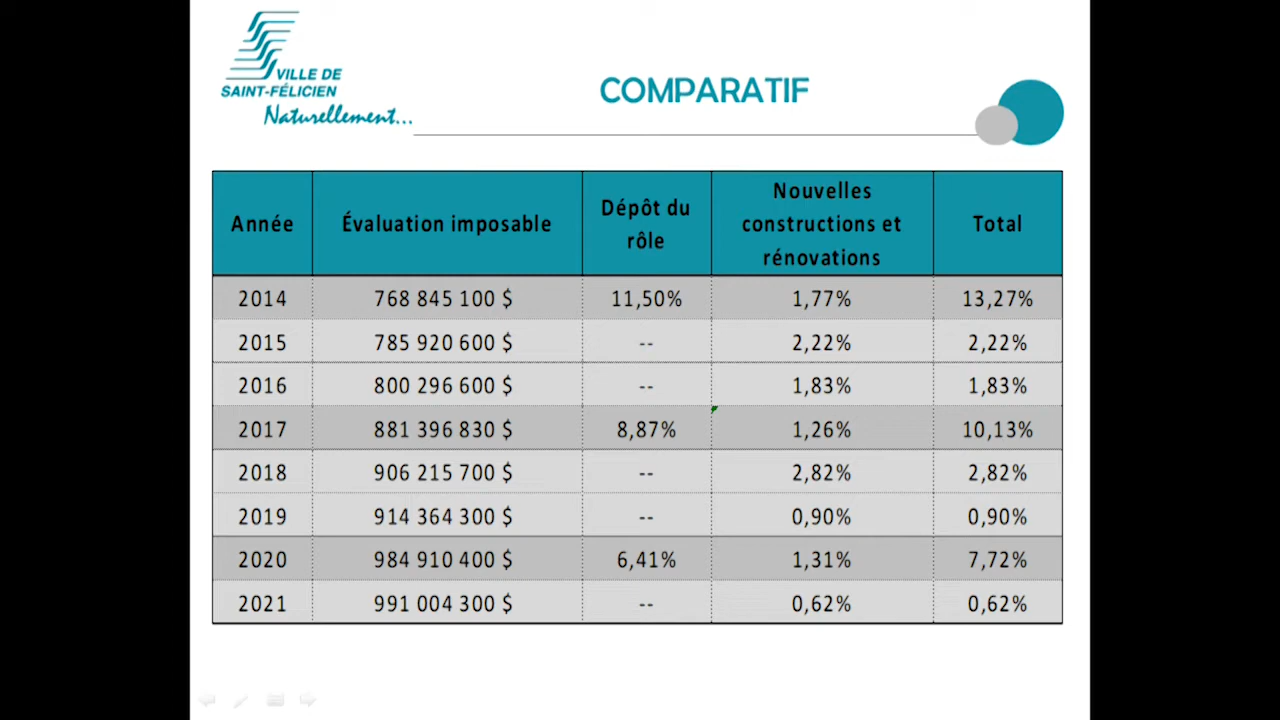 VILLE DE
SAINT-FÉLICIEN
Naturellement...
COMPARATIF
Année Évaluation imposable Dépôt du rôle Nouvelles constructions et rénovations Total
2014 768 845 100 $ 11,50% 1,77% 13,27%
2015 785 920 600 $ -- 2,22% 2,22%
2016 800 296 600 $ -- 1,83% 1,83%
2017 881 396 830 $ 8,87% 1,26% 10,13%
2018 906 215 700 $ -- 2,82% 2,82%
2019 914 364 300 $ -- 0,90% 0,90%
2020 984 910 400 $ 6,41% 1,31% 7,72%
2021 991 004 300 $ -- 0,62% 0,62%